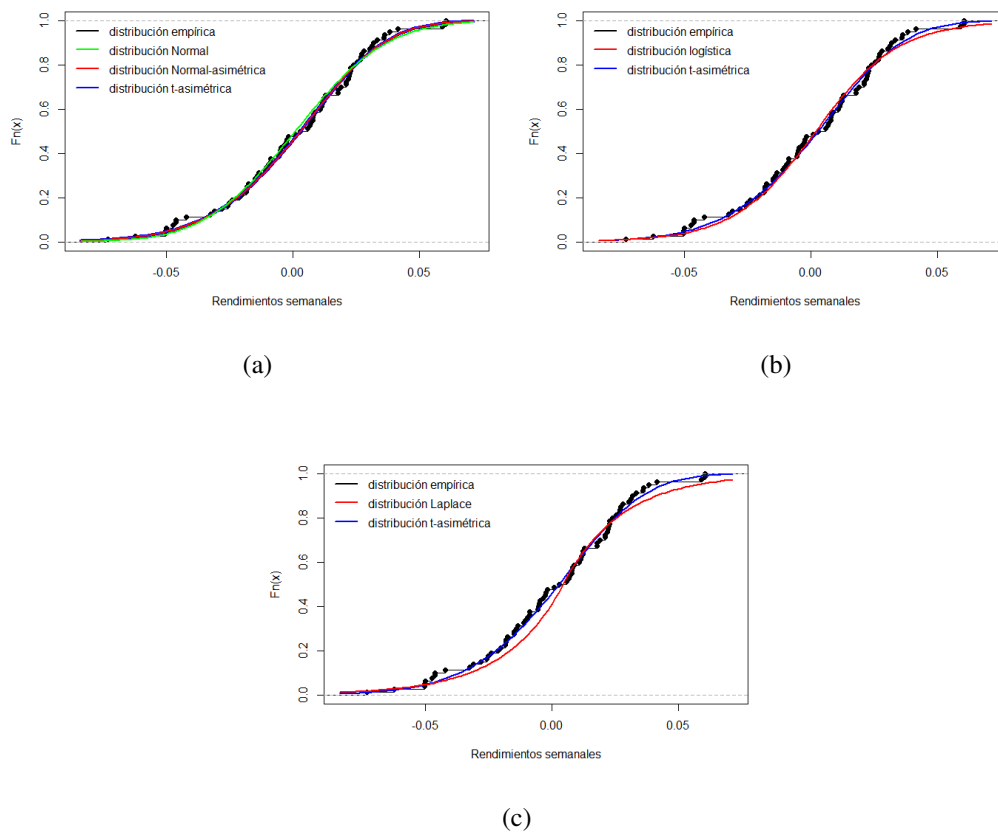 1.0
0.8
0.6
0.4
0.2
0.0
Fn(x)
distribución empírica
distribución Normal
distribución Normal-asimétrica
distribución t-asimétrica
-0.05
0.00
0.05
Rendimientos semanales
(a)
1.0
0.8
0.6
0.4
0.2
0.0
Fn(x)
distribución empírica
distribución logística
distribución t-asimétrica
-0.05
0.00
0.05
Rendimientos semanales
(b)
1.0
0.8
0.6
0.4
0.2
0.0
Fn(x)
distribución empírica
distribución Laplace
distribución t-asimétrica
-0.05
0.00
0.05
Rendimientos semanales
(c)